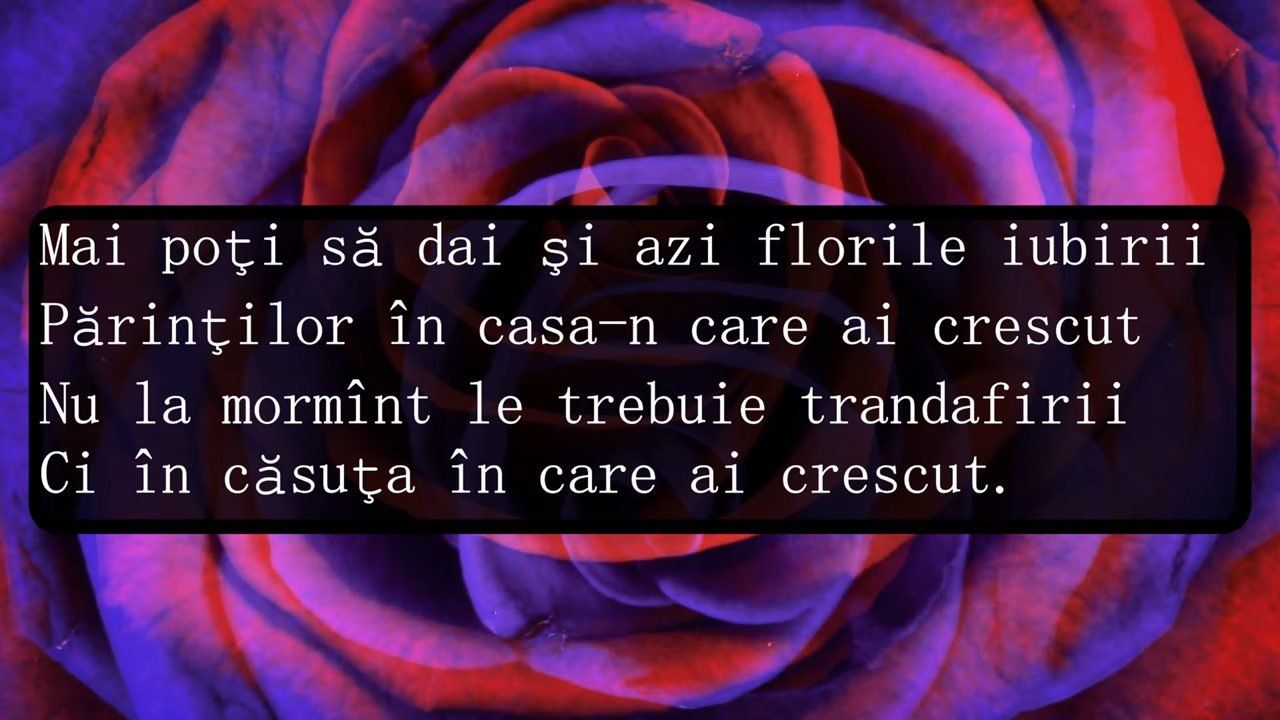 Mai poţi să dai şi azi florile iubirii
Părinţilor în casa-n care ai crescut
Nu la mormînt le trebuie trandafirii
Ci în căsuţa în care ai crescut.